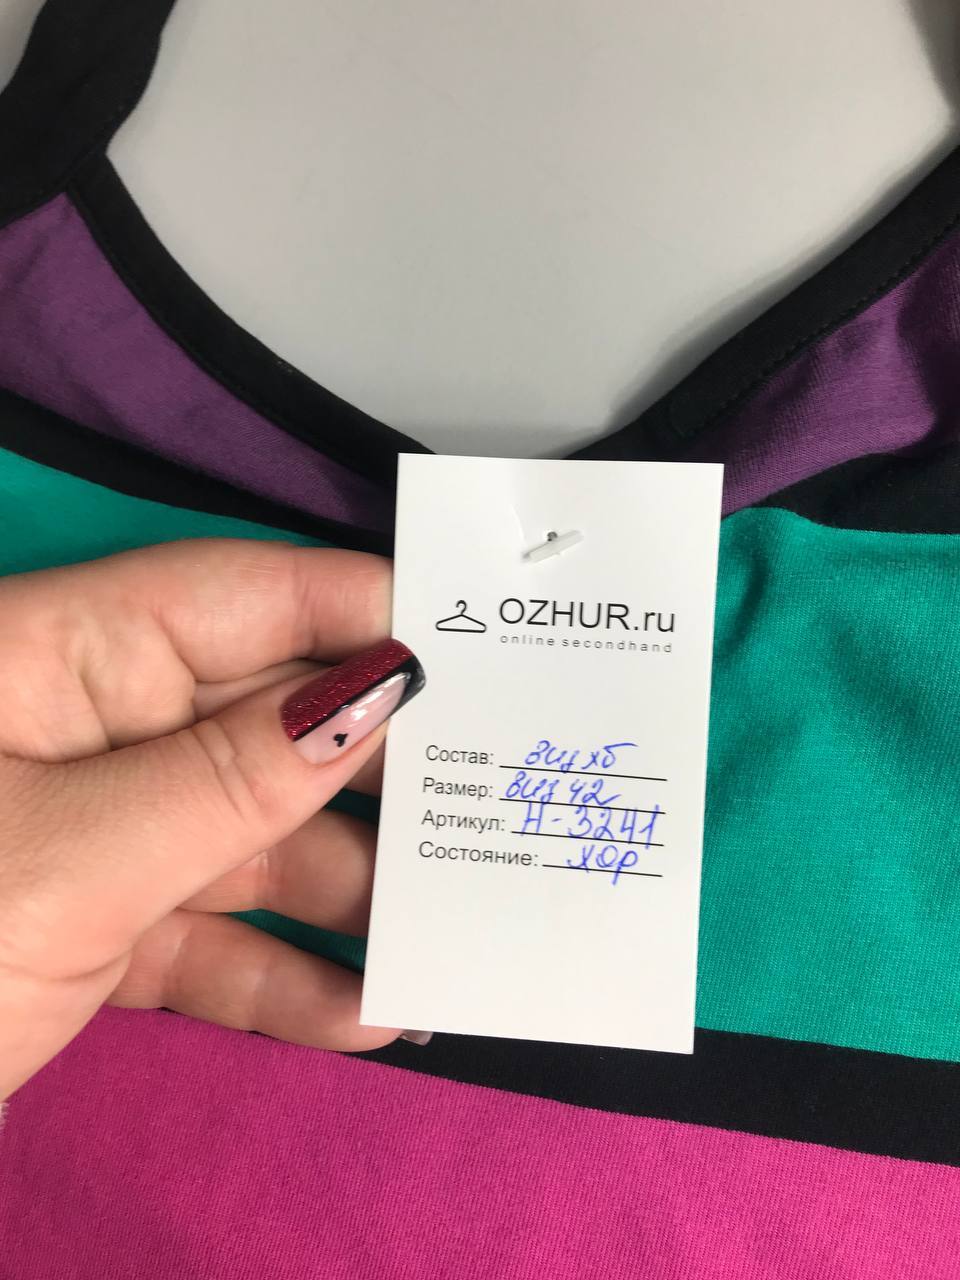 OZHUR.ru
online secondhand
Состав: виз хб
Размер: виз 42
Артикул: Н-3241
Состояние: хор